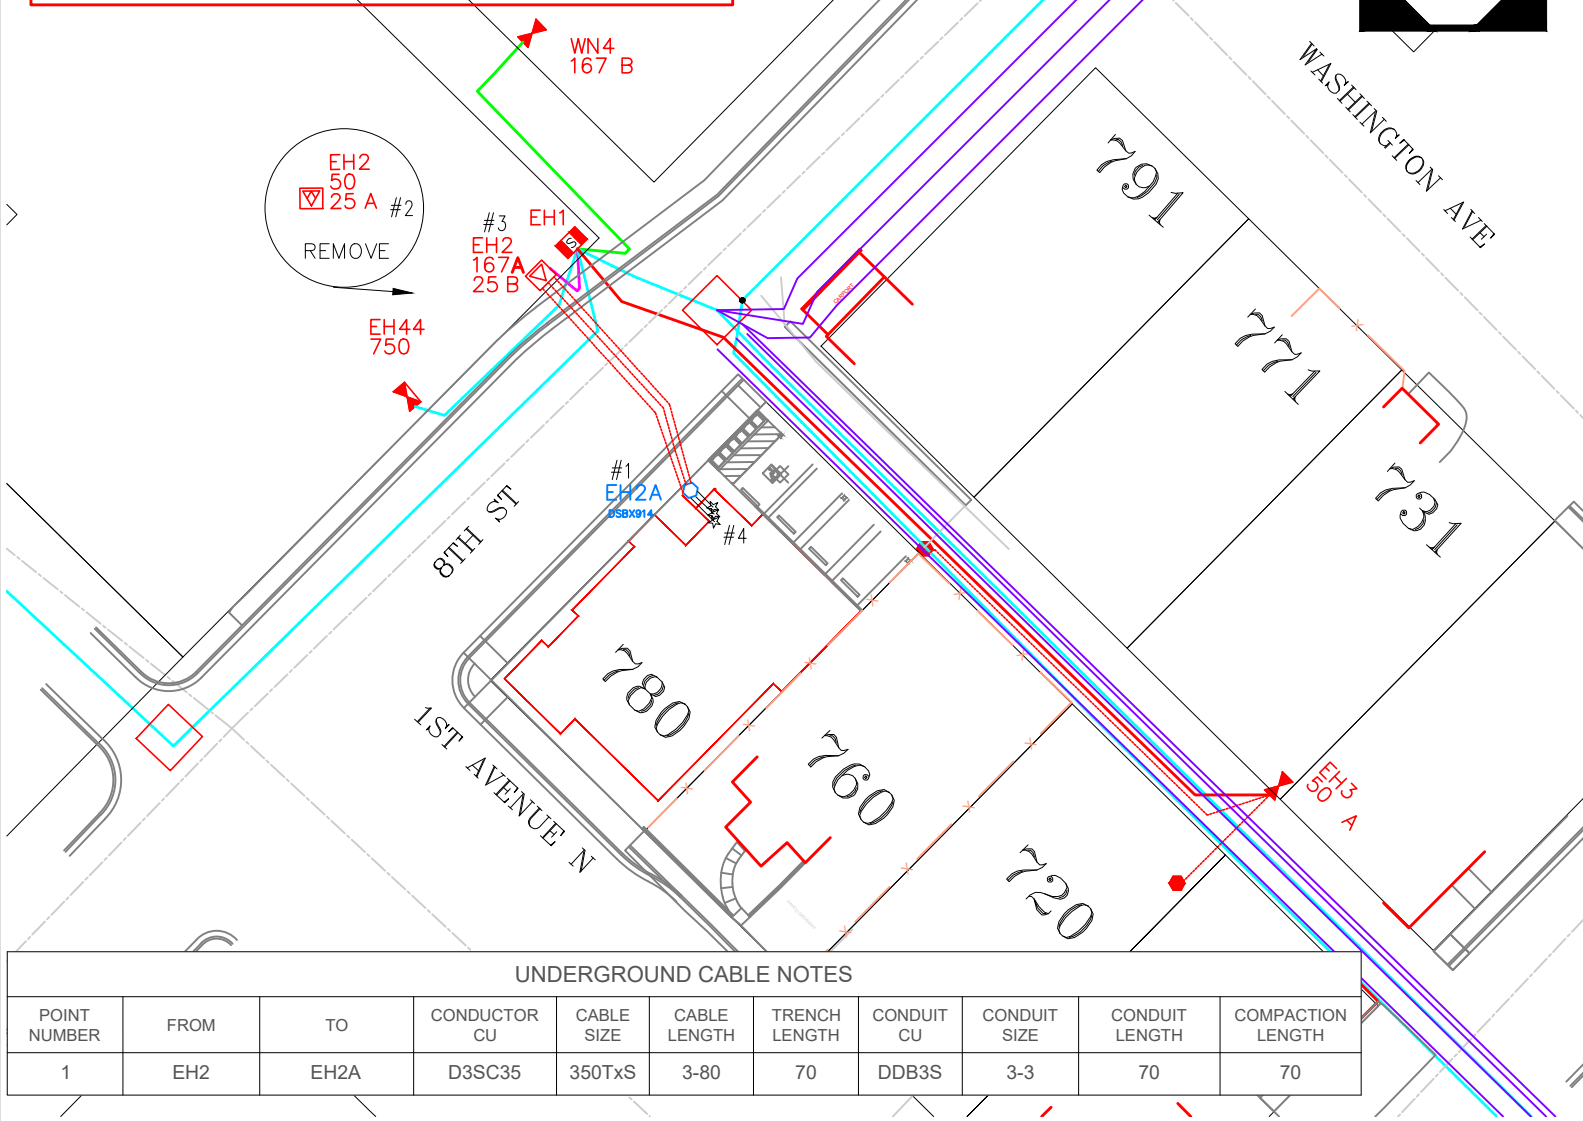 WN4
167 B
WASHINGTON AVE
EH2
50
25 A
#2
REMOVE
#3
EH1
S
EH2
167A
25 B
EH44
750
791
771
731
CARPORT
#1
EH2A
DSBX914
#4
8TH ST
780
1ST AVENUE N
760
720
EH3
50
A
UNDERGROUND CABLE NOTES
POINT NUMBER FROM TO CONDUCTOR CU CABLE SIZE CABLE LENGTH TRENCH LENGTH CONDUIT CU CONDUIT SIZE CONDUIT LENGTH COMPACTION LENGTH
1 EH2 EH2A D3SC35 350TxS 3-80 70 DDB3S 3-3 70 70